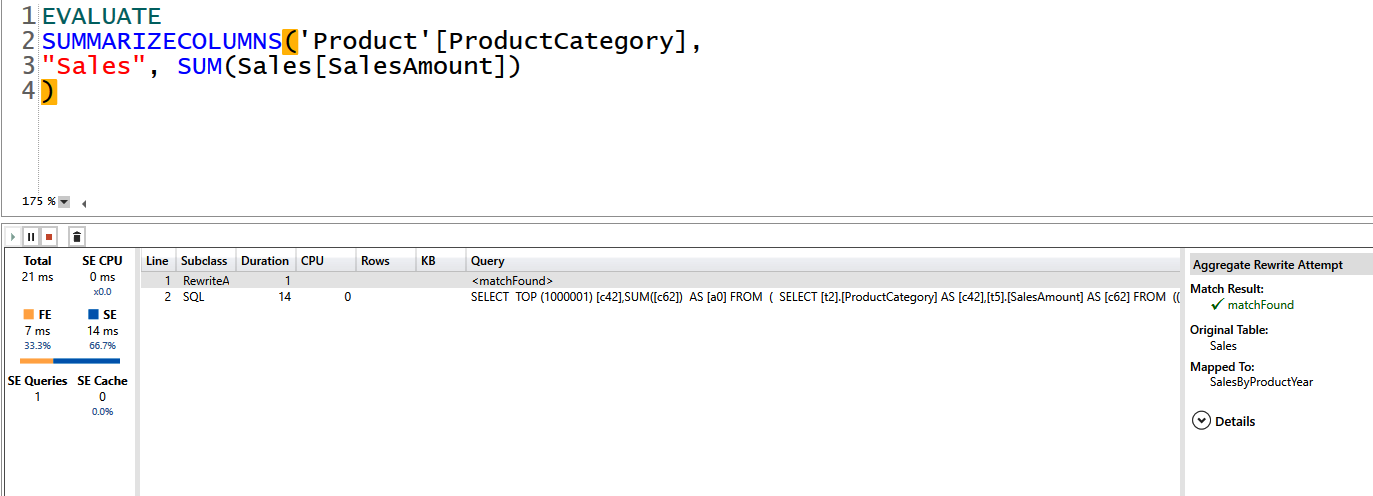 1 EVALUATE
2 SUMMARIZECOLUMNS('Product'[ProductCategory],
3 "Sales", SUM(Sales[SalesAmount])
4 )
175 %
Total SE CPU
21 ms 0 ms
x0.0
FE SE
7 ms 14 ms
33.3% 66.7%
SE Queries SE Cache
1 0
0.0%
Line Subclass Duration CPU Rows KB Query
1 RewriteA 1 <matchFound>
2 SQL 14 0 SELECT TOP (1000001) [c42],SUM([c62]) AS [a0] FROM ( SELECT [t2].[ProductCategory] AS [c42],[t5].[SalesAmount] AS [c62] FROM ((
Aggregate Rewrite Attempt
Match Result:
matchFound
Original Table:
Sales
Mapped To:
SalesByProductYear
Details